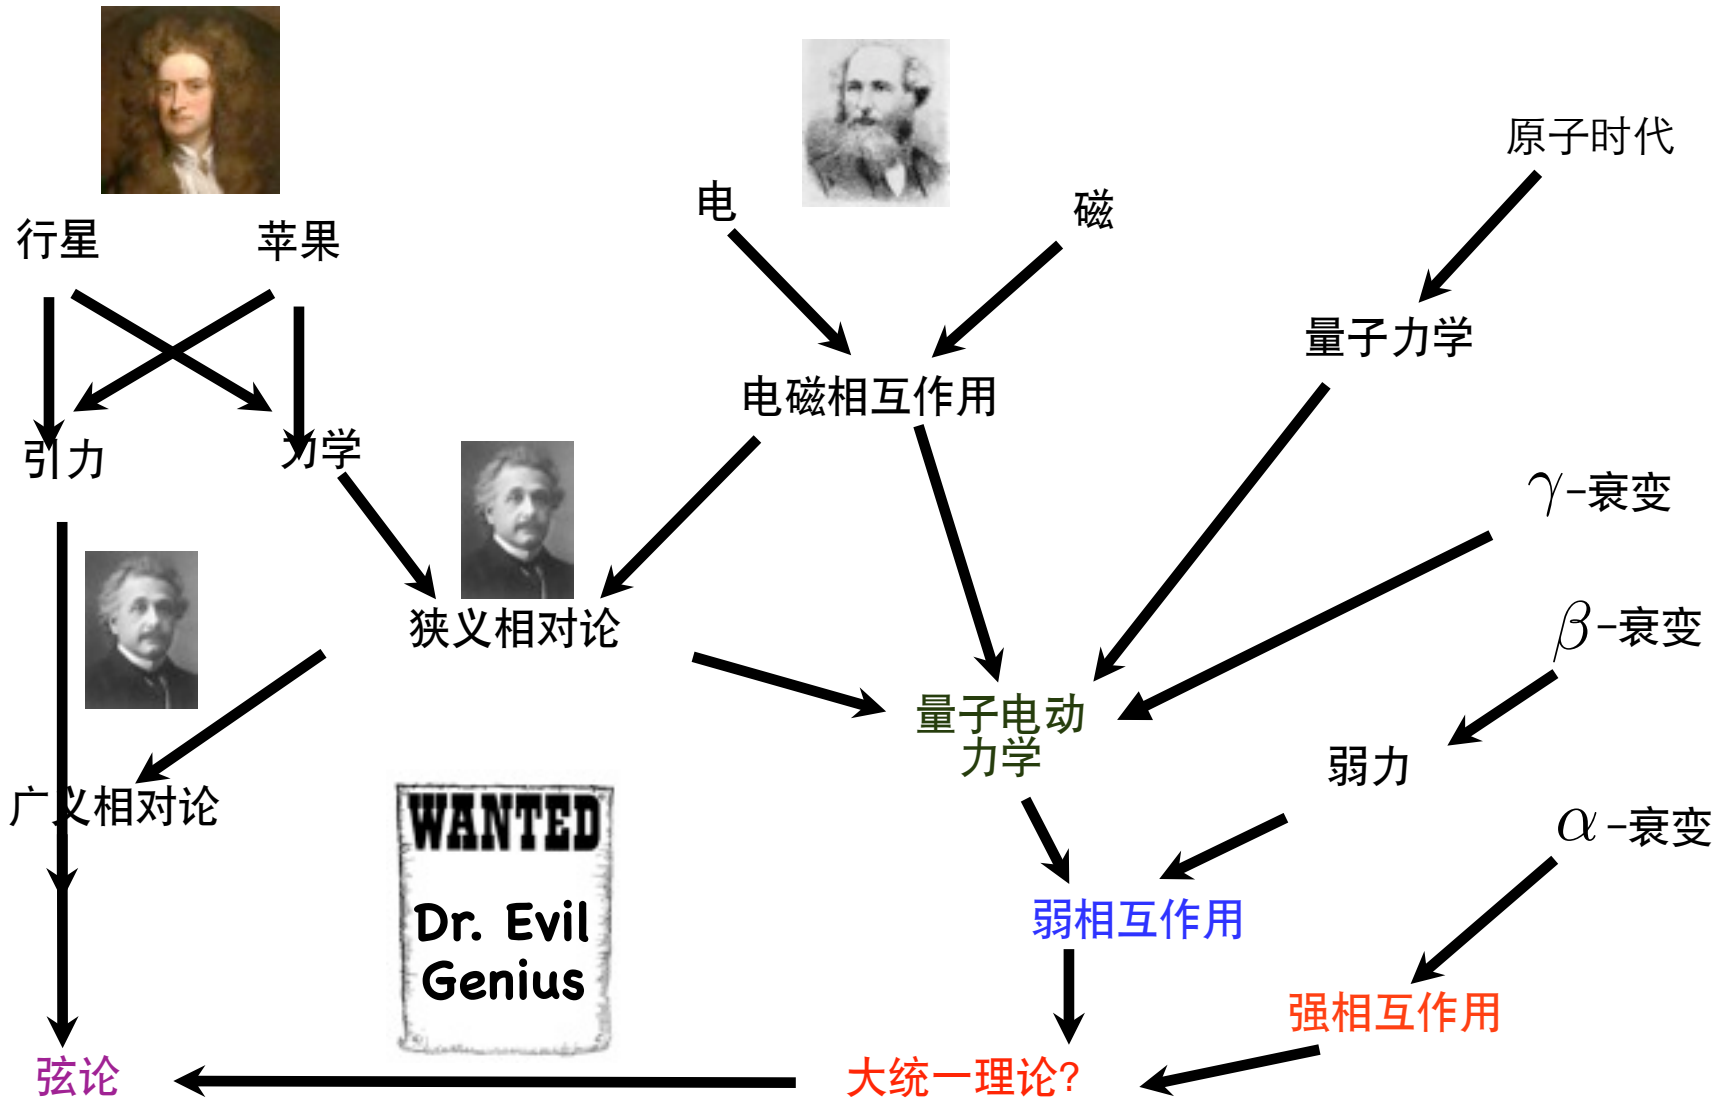 原子时代
电
磁
行星
苹果
量子力学
电磁相互作用
引力
力学
γ-衰变
狭义相对论
β-衰变
量子电动
力学
弱力
广义相对论
WANTED
α-衰变
Dr. Evil
Genius
弱相互作用
强相互作用
弦论
大统一理论?